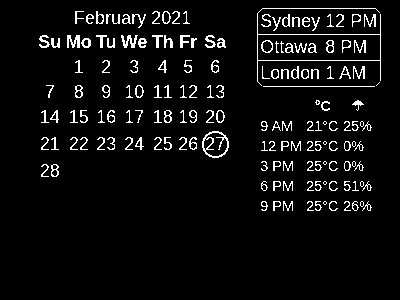 February 2021
Su Mo Tu We Th Fr Sa
1 2 3 4 5 6
7 8 9 10 11 12 13
14 15 16 17 18 19 20
21 22 23 24 25 26 27
28
Sydney 12 PM
Ottawa 8 PM
London 1 AM
°C ☂
9 AM 21°C 25%
12 PM 25°C 0%
3 PM 25°C 0%
6 PM 25°C 51%
9 PM 25°C 26%